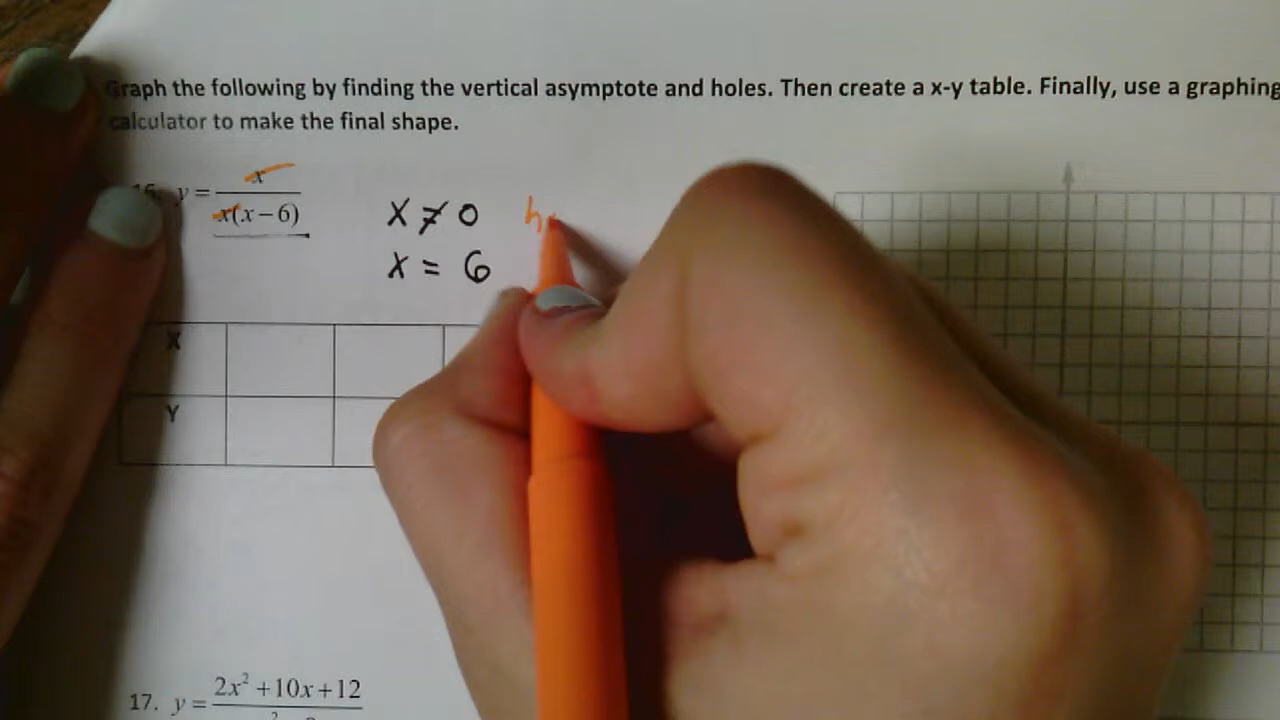 Graph the following by finding the vertical asymptote and holes. Then create a x-y table. Finally, use a graphing
calculator to make the final shape.
16. y = x / x(x-6)
X ≠ 0 h
X = 6
X
Y
17. y = 2x² +10x+12